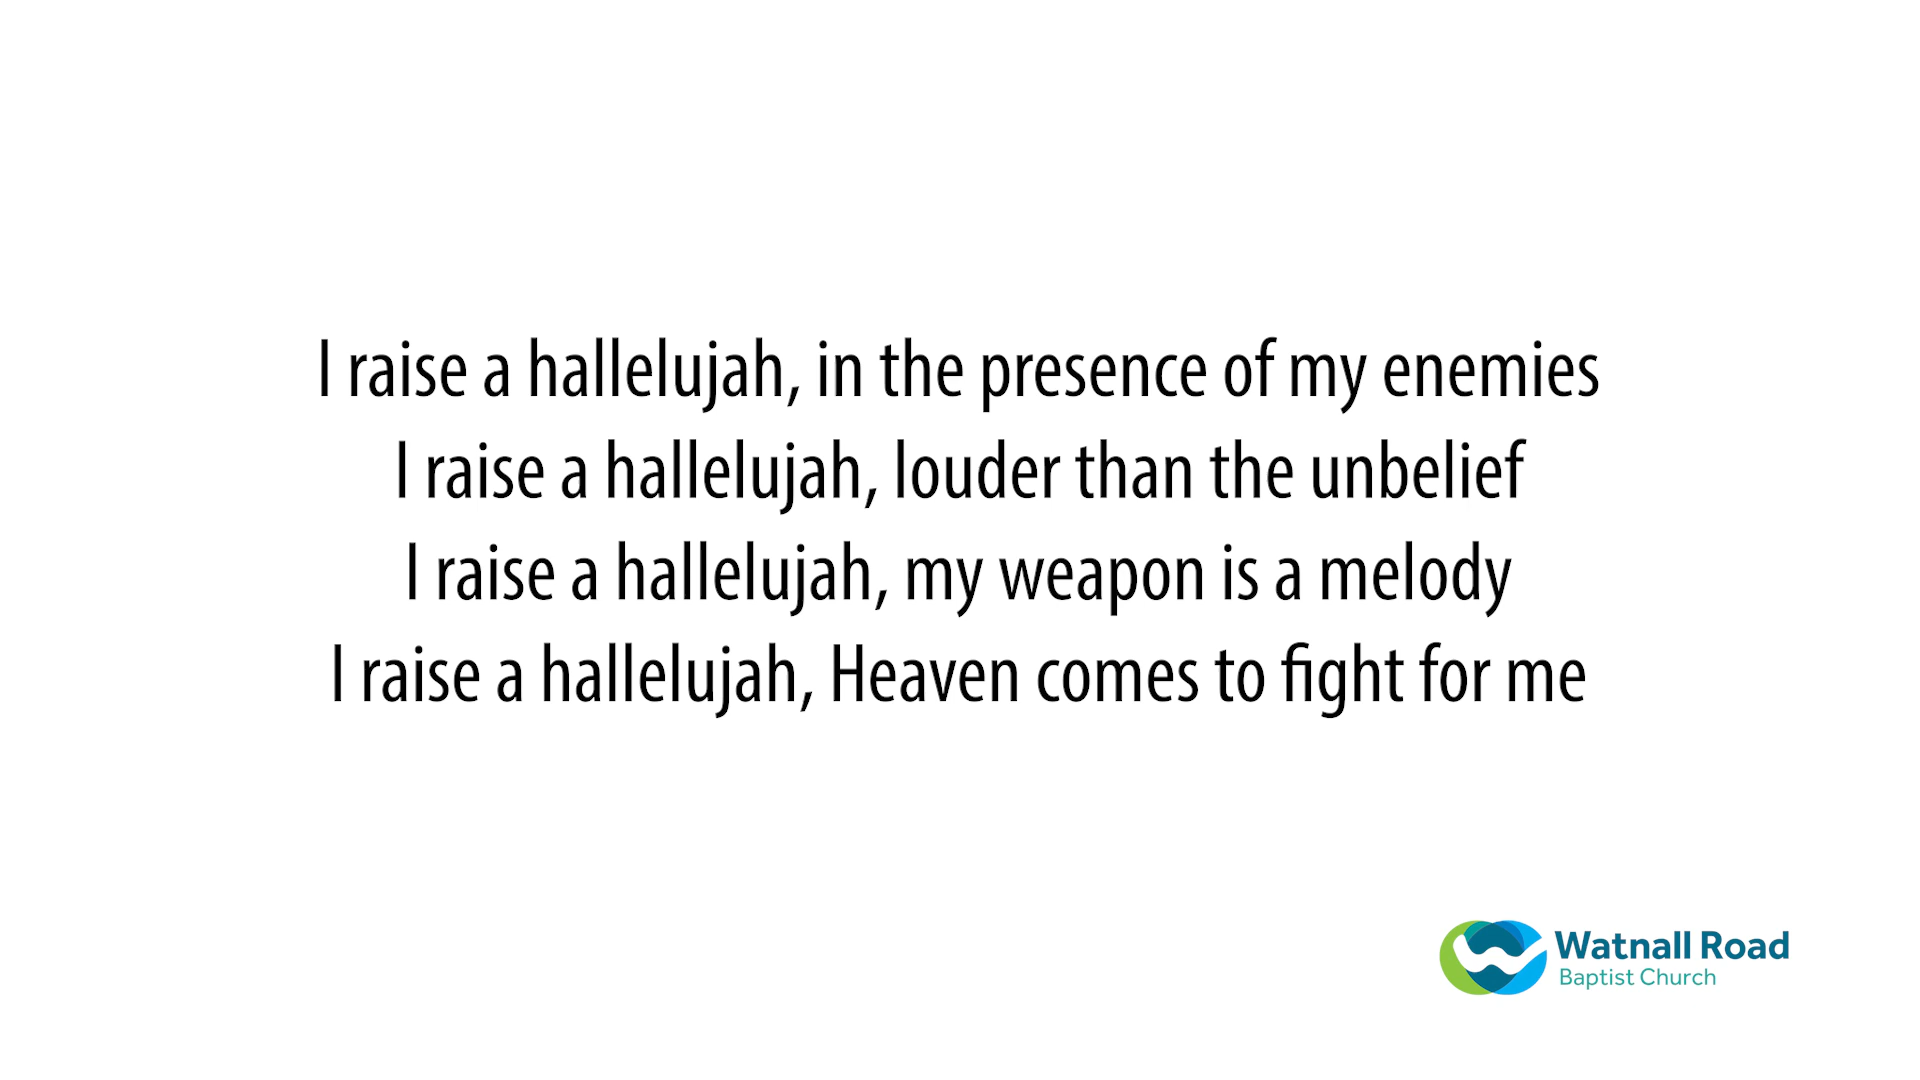 I raise a hallelujah, in the presence of my enemies
I raise a hallelujah, louder than the unbelief
I raise a hallelujah, my weapon is a melody
I raise a hallelujah, Heaven comes to fight for me
Watnall Road
Baptist Church